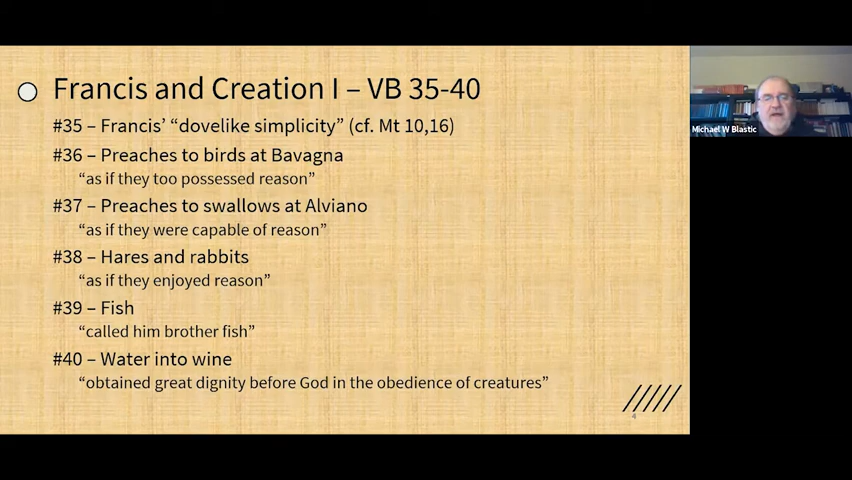 Francis and Creation I – VB 35-40
#35 – Francis’ “dovelike simplicity” (cf. Mt 10,16)
#36 – Preaches to birds at Bavagna
“as if they too possessed reason”
#37 – Preaches to swallows at Alviano
“as if they were capable of reason”
#38 – Hares and rabbits
“as if they enjoyed reason”
#39 – Fish
“called him brother fish”
#40 – Water into wine
“obtained great dignity before God in the obedience of creatures”
4
Michael W Blastic